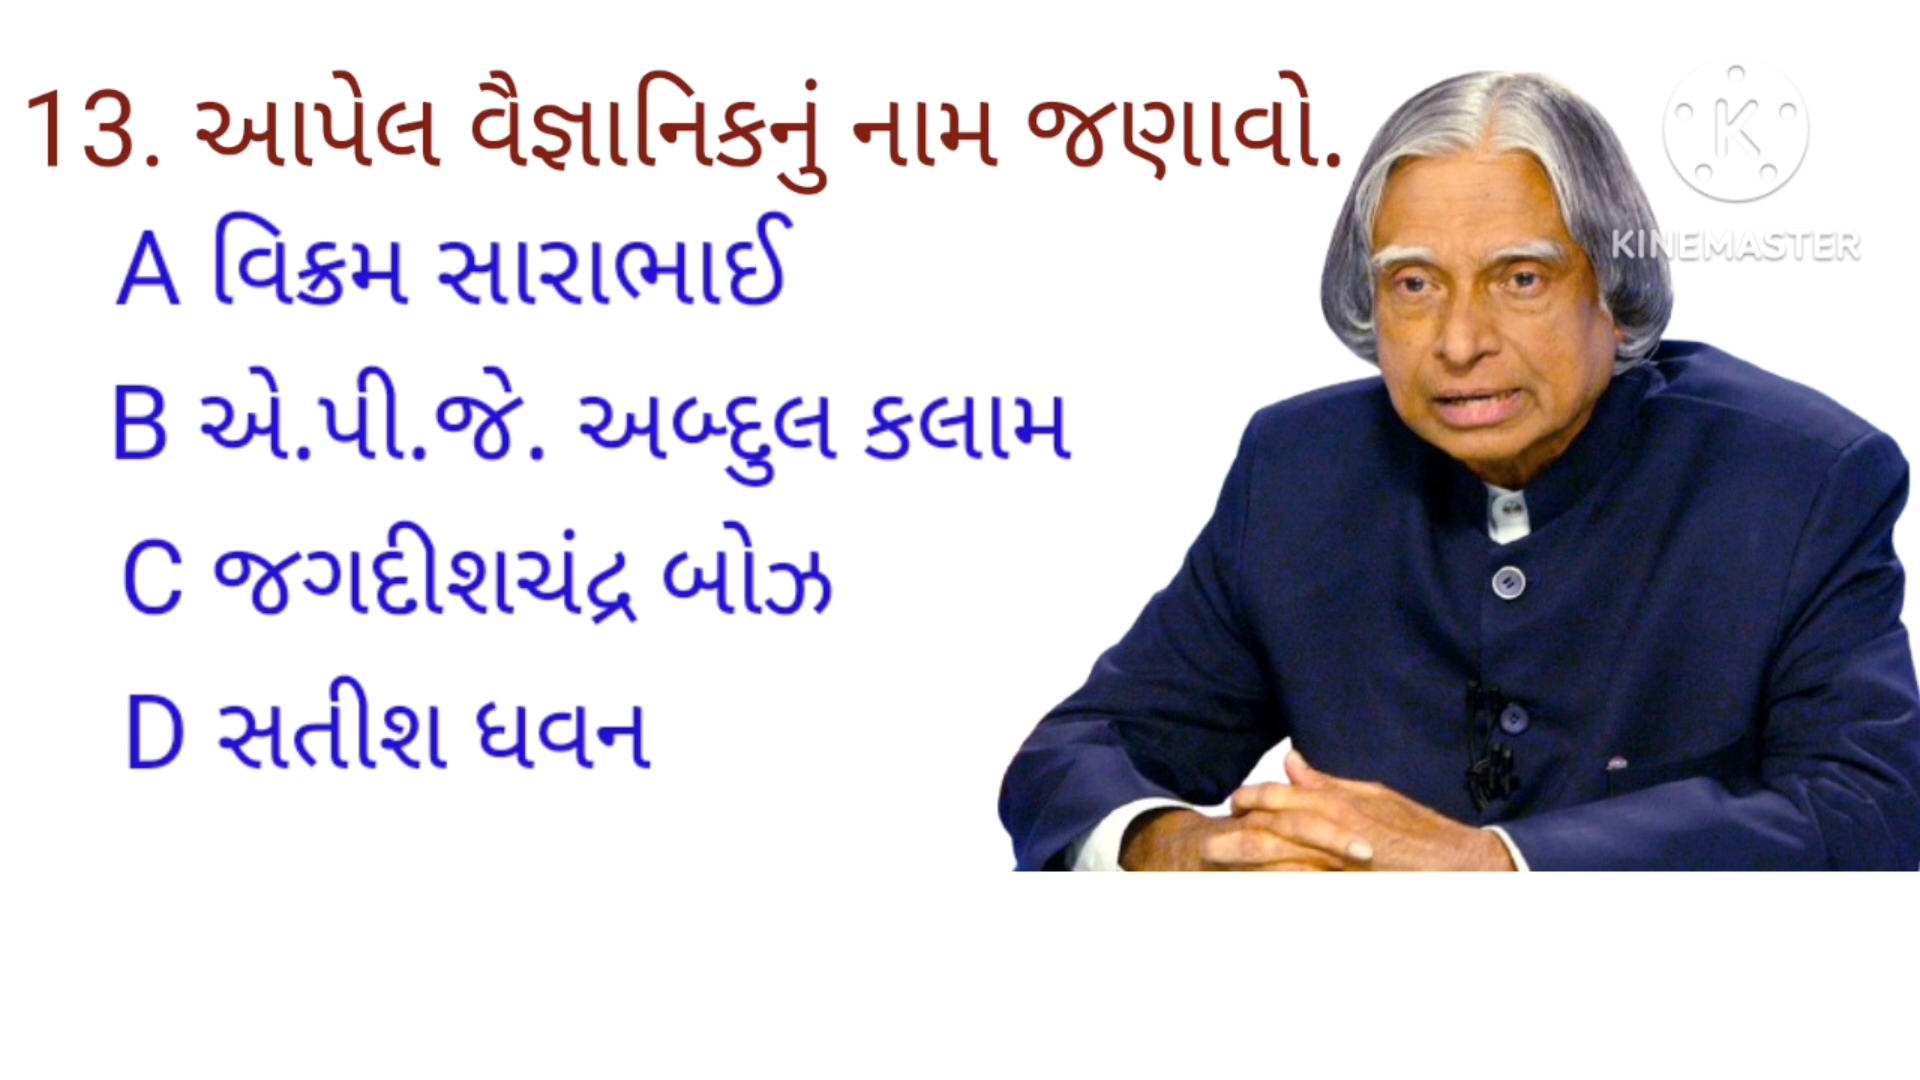 13. આપેલ વૈજ્ઞાનિકનું નામ જણાવો.
A વિક્રમ સારાભાઈ
B એ.પી.જે. અબ્દુલ કલામ
C જગદીશચંદ્ર બોઝ
D સતીશ ધવન
K
KINEMASTER